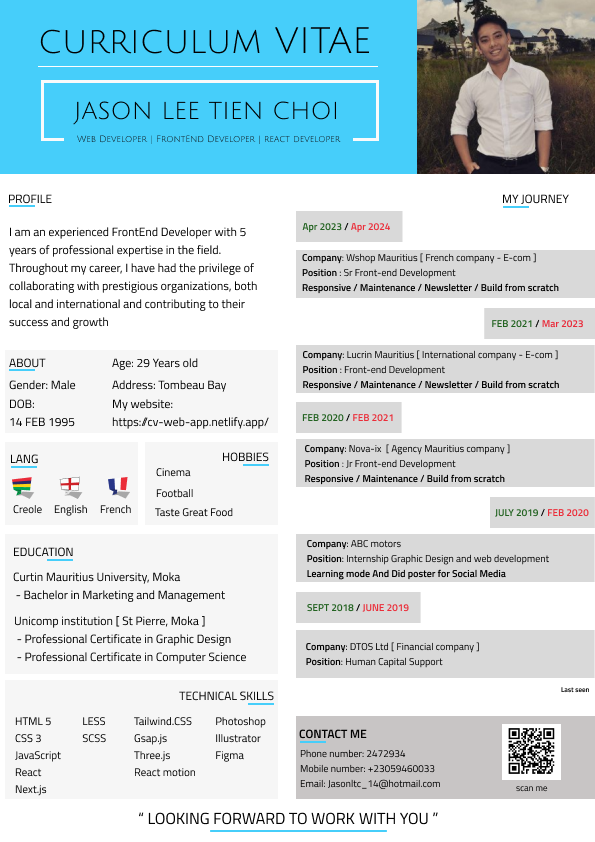 CURRICULUM VITAE
JASON LEE TIEN CHOI
WEB DEVELOPER | FRONTEND DEVELOPER | REACT DEVELOPER
PROFILE
I am an experienced FrontEnd Developer with 5
years of professional expertise in the field.
Throughout my career, I have had the privilege of
collaborating with prestigious organizations, both
local and international and contributing to their
success and growth
ABOUT
Age: 29 Years old
Gender: Male
Address: Tombeau Bay
DOB:
My website:
14 FEB 1995
https://cv-web-app.netlify.app/
LANG
Creole
English
French
HOBBIES
Cinema
Football
Taste Great Food
EDUCATION
Curtin Mauritius University, Moka
- Bachelor in Marketing and Management
Unicomp institution [ St Pierre, Moka ]
- Professional Certificate in Graphic Design
- Professional Certificate in Computer Science
TECHNICAL SKILLS
HTML 5
CSS 3
JavaScript
React
Next.js
LESS
SCSS
Tailwind.CSS
Gsap.js
Three.js
React motion
Photoshop
Illustrator
Figma
MY JOURNEY
Apr 2023 / Apr 2024
Company: Wshop Mauritius [ French company - E-com ]
Position : Sr Front-end Development
Responsive / Maintenance / Newsletter / Build from scratch
FEB 2021 / Mar 2023
Company: Lucrin Mauritius [ International company - E-com ]
Position : Front-end Development
Responsive / Maintenance / Newsletter / Build from scratch
FEB 2020 / FEB 2021
Company: Nova-ix [ Agency Mauritius company ]
Position : Jr Front-end Development
Responsive / Maintenance / Build from scratch
JULY 2019 / FEB 2020
Company: ABC motors
Position: Internship Graphic Design and web development
Learning mode And Did poster for Social Media
SEPT 2018 / JUNE 2019
Company: DTOS Ltd [ Financial company ]
Position: Human Capital Support
Last seen
CONTACT ME
Phone number: 2472934
Mobile number: +23059460033
Email: Jasonltc_14@hotmail.com
scan me
“ LOOKING FORWARD TO WORK WITH YOU ”